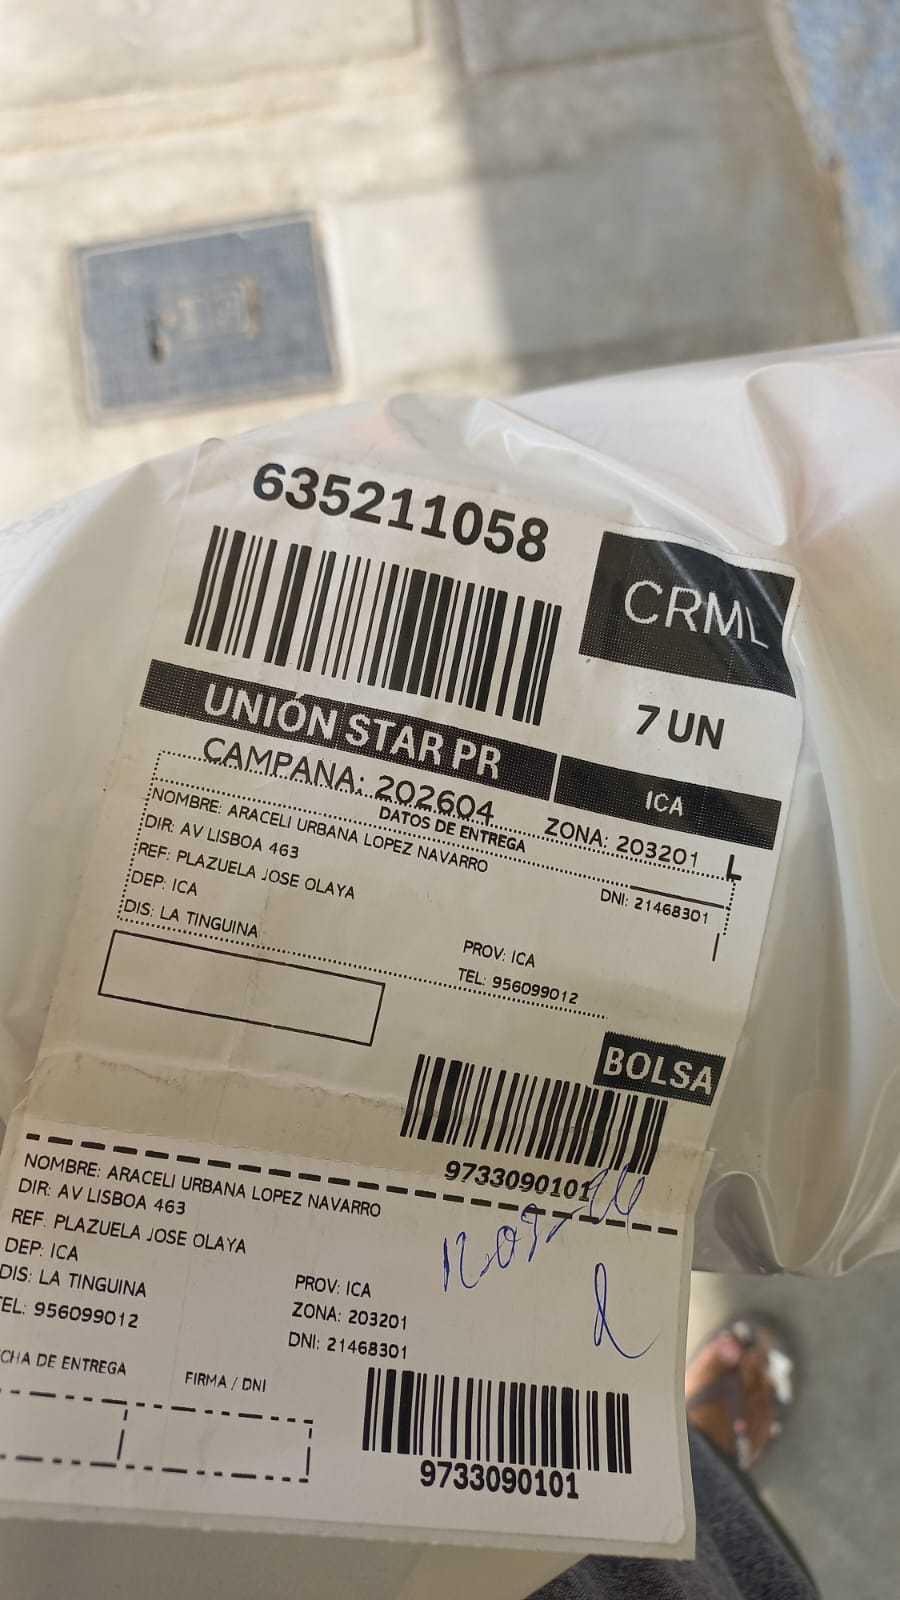 635211058
CRML
UNIÓN STAR PR
7 UN
ICA
CAMPANA: 202604
DATOS DE ENTREGA
ZONA: 203201 L
NOMBRE: ARACELI URBANA LOPEZ NAVARRO
DIR: AV LISBOA 463
DNI: 21468301
REF: PLAZUELA JOSE OLAYA
DEP: ICA
PROV: ICA
DIS: LA TINGUINA
TEL: 956099012
BOLSA
9733090101
NOMBRE: ARACELI URBANA LOPEZ NAVARRO
DIR: AV LISBOA 463
REF: PLAZUELA JOSE OLAYA
DEP: ICA
PROV: ICA
DIS: LA TINGUINA
ZONA: 203201
TEL: 956099012
DNI: 21468301
CHA DE ENTREGA
FIRMA / DNI
9733090101